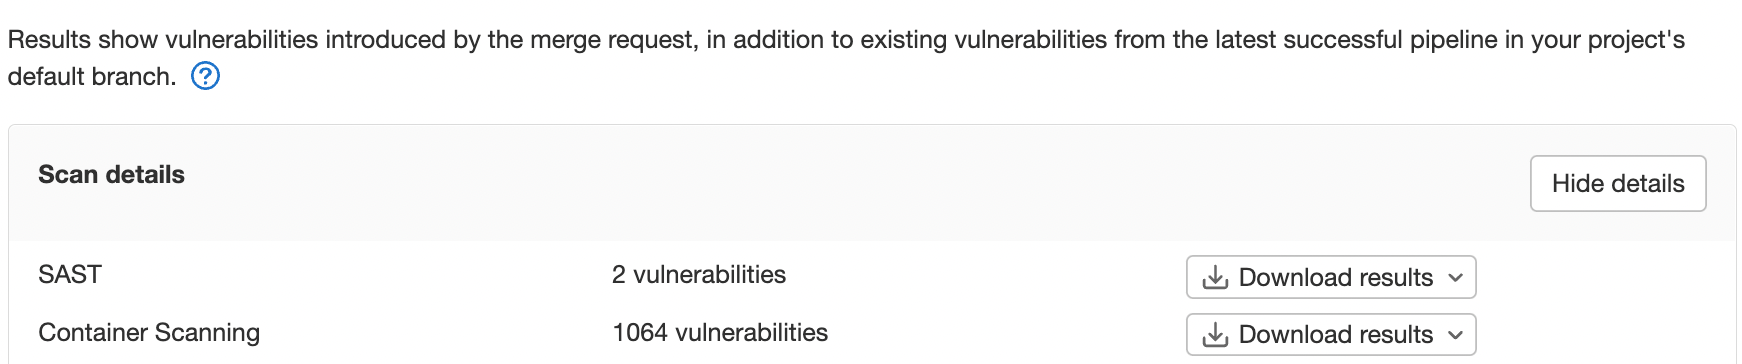 Results show vulnerabilities introduced by the merge request, in addition to existing vulnerabilities from the latest successful pipeline in your project's
default branch. ?
Scan details
Hide details
SAST 2 vulnerabilities Download results
Container Scanning 1064 vulnerabilities Download results